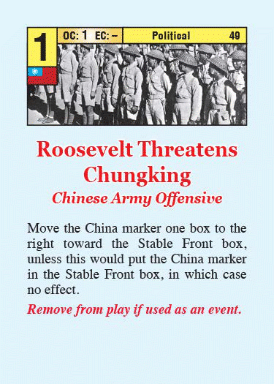 1 OC: 1 EC: – Political 49
Roosevelt Threatens
Chungking
Chinese Army Offensive
Move the China marker one box to the
right toward the Stable Front box,
unless this would put the China marker
in the Stable Front box, in which case
no effect.
Remove from play if used as an event.